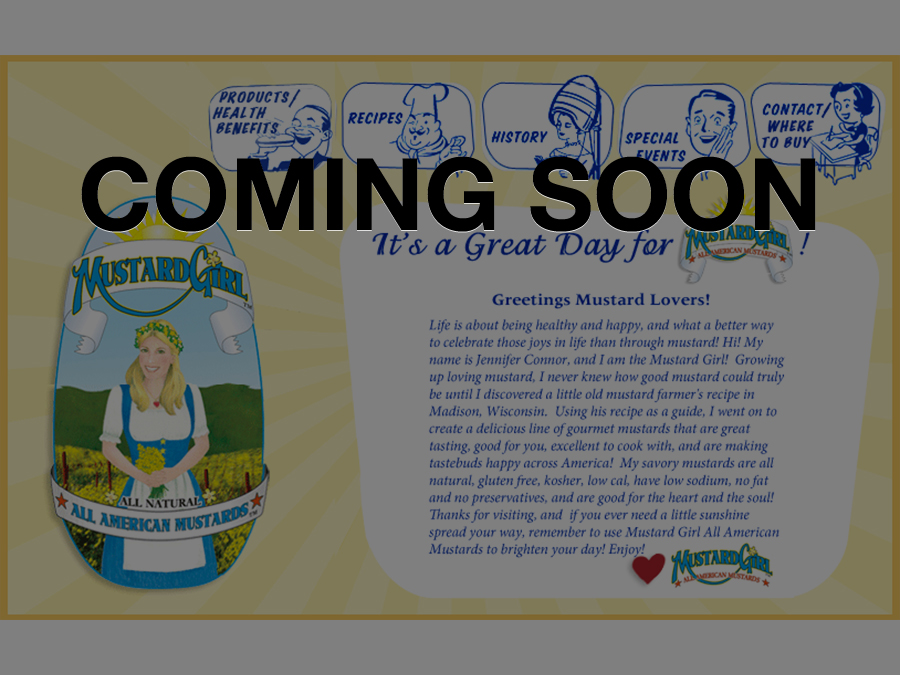 PRODUCTS/
HEALTH
BENEFITS
RECIPES
HISTORY
SPECIAL
EVENTS
CONTACT/
WHERE
TO BUY
COMING SOON
It's a Great Day for MUSTARDGIRL !
ALL AMERICAN MUSTARDS
MUSTARDGIRL TM
ALL NATURAL
ALL AMERICAN MUSTARDS TM
Greetings Mustard Lovers!
Life is about being healthy and happy, and what a better way
to celebrate those joys in life than through mustard! Hi! My
name is Jennifer Connor, and I am the Mustard Girl!  Growing
up loving mustard, I never knew how good mustard could truly
be until I discovered a little old mustard farmer's recipe in
Madison, Wisconsin.  Using his recipe as a guide, I went on to
create a delicious line of gourmet mustards that are great
tasting, good for you, excellent to cook with, and are making
tastebuds happy across America!  My savory mustards are all
natural, gluten free, kosher, low cal, have low sodium, no fat
and no preservatives, and are good for the heart and the soul!
Thanks for visiting, and  if you ever need a little sunshine
spread your way, remember to use Mustard Girl All American
Mustards to brighten your day! Enjoy!
MUSTARDGIRL
ALL AMERICAN MUSTARDS